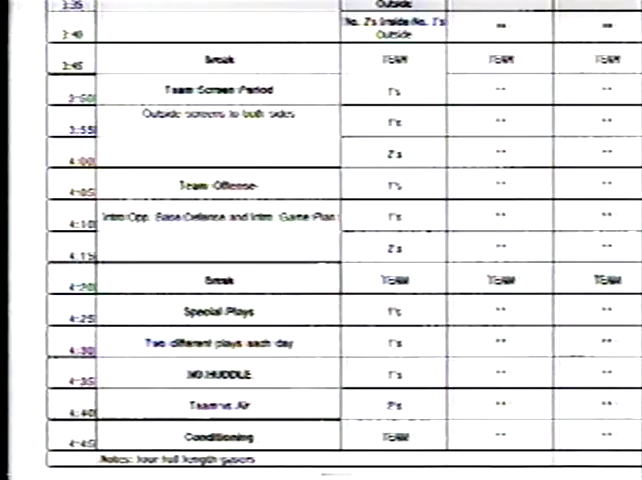 3:35 Outside
3:40 No. 2's Inside No. 1's " "
Outside
3:45 Break TEAM TEAM TEAM
3:50 Team Screen Period 1's " "
3:55 Outside screens to both sides 1's " "
4:00 2's " "
4:05 Team Offense 1's " "
4:10 Intro Opp. Base Defense and Intro. Game Plan 1's " "
4:15 2's " "
4:20 Break TEAM TEAM TEAM
4:25 Special Plays 1's " "
4:30 Two different plays each day 1's " "
4:35 NO HUDDLE 1's " "
4:40 Team vs Air 2's " "
4:45 Conditioning TEAM " "
Notes: four full length gasers